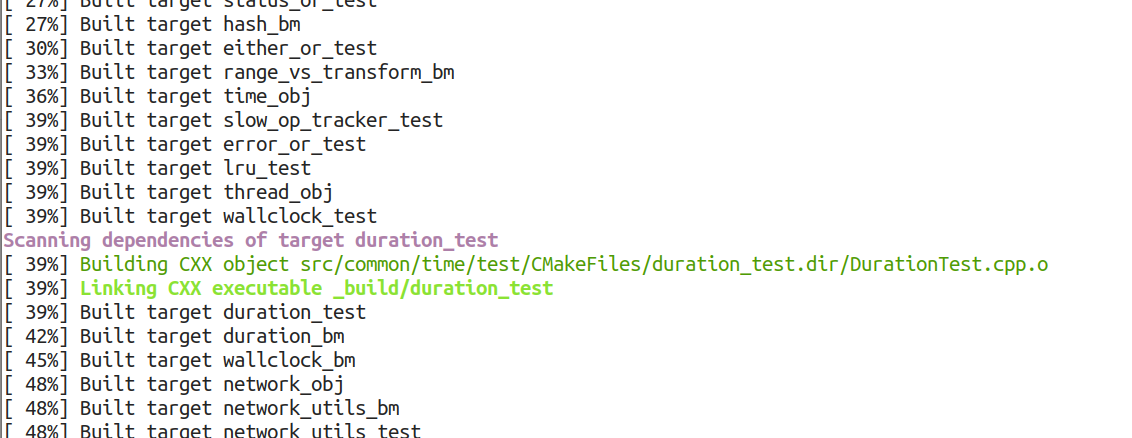 [ 27%] Built target status_or_test
[ 27%] Built target hash_bm
[ 30%] Built target either_or_test
[ 33%] Built target range_vs_transform_bm
[ 36%] Built target time_obj
[ 39%] Built target slow_op_tracker_test
[ 39%] Built target error_or_test
[ 39%] Built target lru_test
[ 39%] Built target thread_obj
[ 39%] Built target wallclock_test
Scanning dependencies of target duration_test
[ 39%] Building CXX object src/common/time/test/CMakeFiles/duration_test.dir/DurationTest.cpp.o
[ 39%] Linking CXX executable _build/duration_test
[ 39%] Built target duration_test
[ 42%] Built target duration_bm
[ 45%] Built target wallclock_bm
[ 48%] Built target network_obj
[ 48%] Built target network_utils_bm
[ 48%] Built target network_utils_test